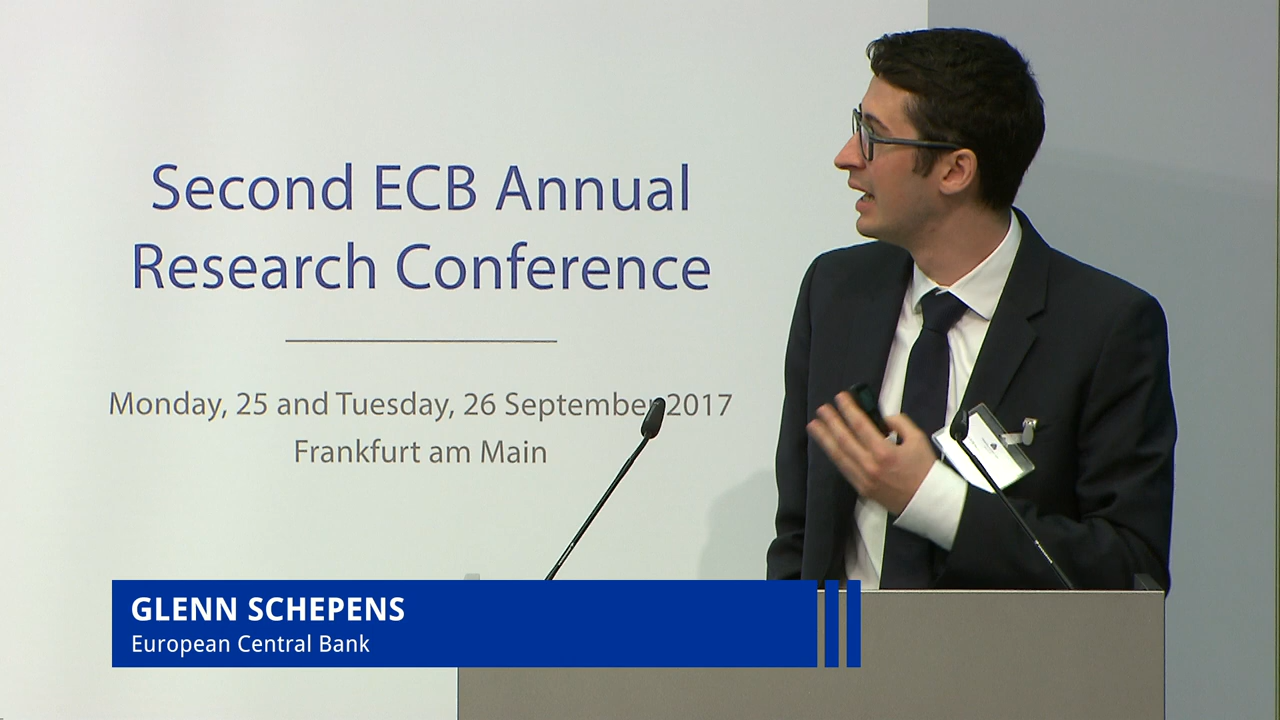 Second ECB Annual
Research Conference
Monday, 25 and Tuesday, 26 September 2017
Frankfurt am Main
GLENN SCHEPENS
European Central Bank